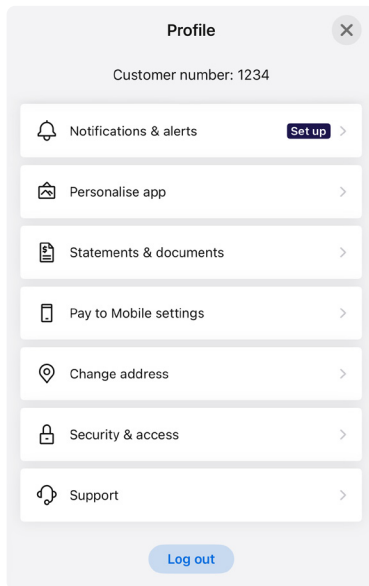 Profile
Customer number: 1234
Notifications & alerts Set up
Personalise app
Statements & documents
Pay to Mobile settings
Change address
Security & access
Support
Log out